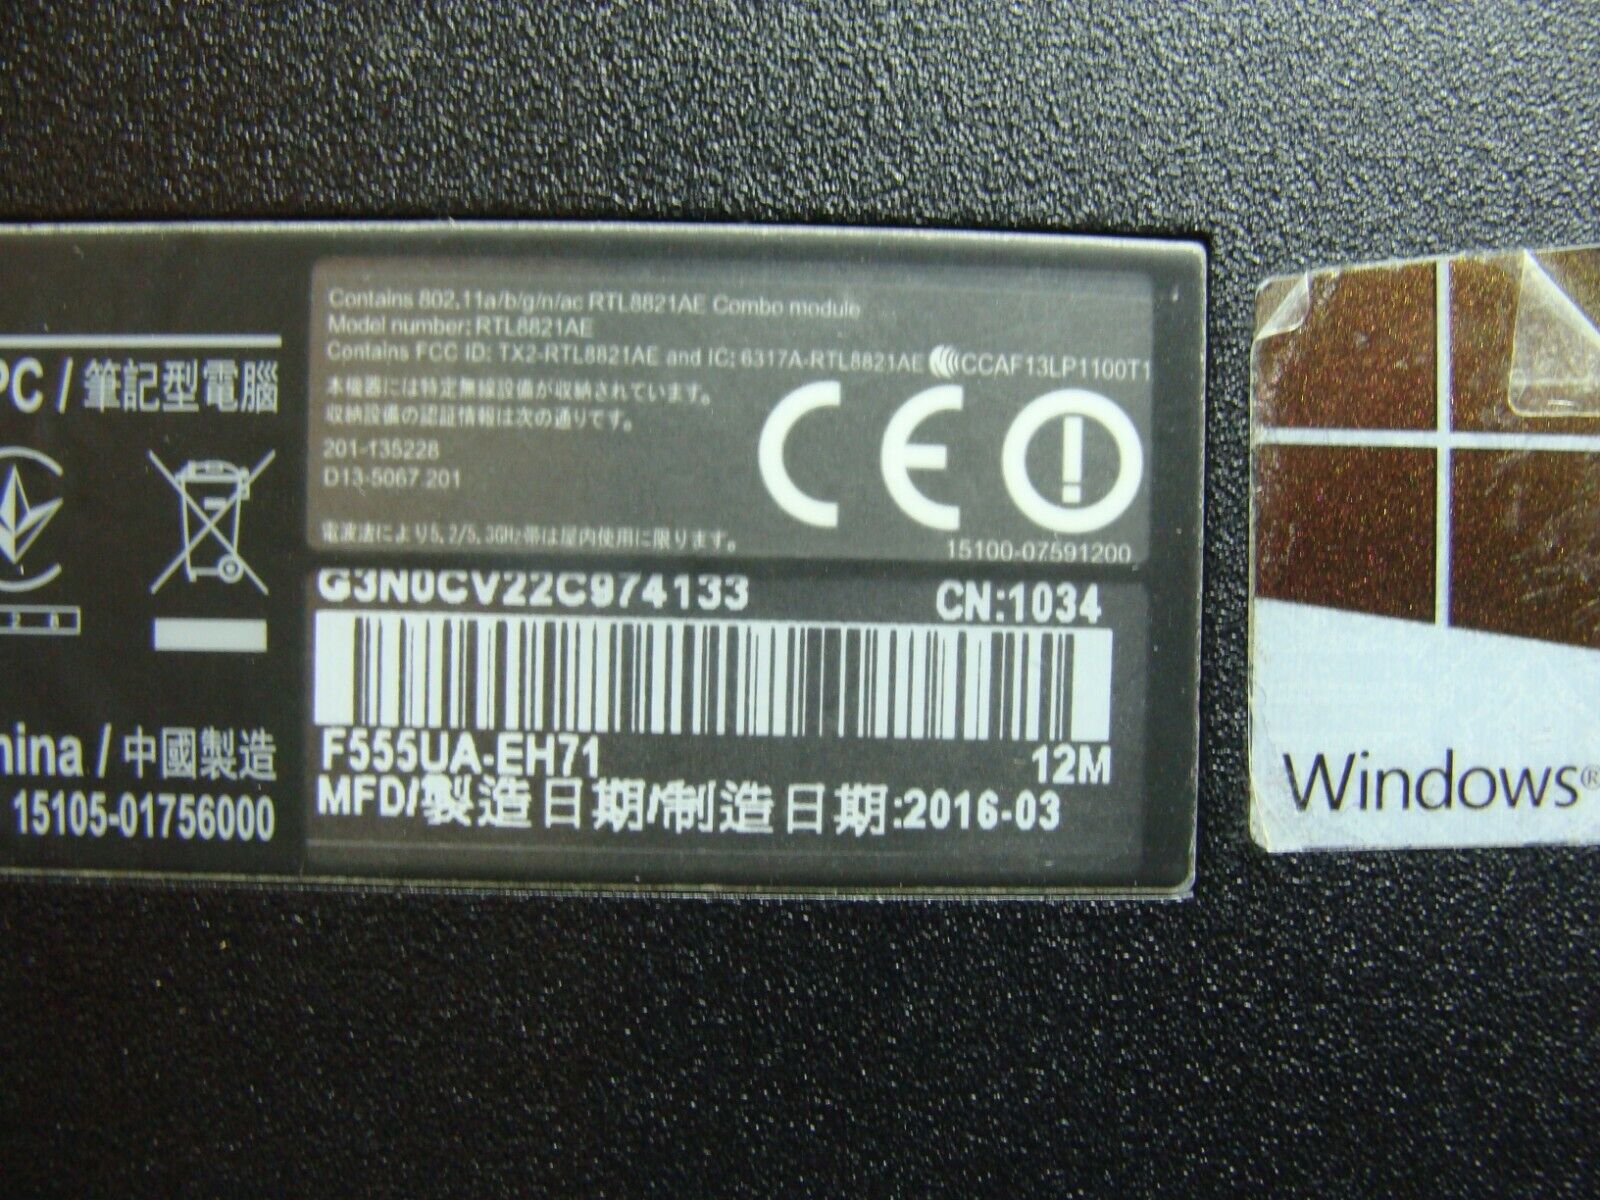 Contains 802.11a/b/g/n/ac RTL8821AE Combo module
Model number: RTL8821AE
Contains FCC ID: TX2-RTL8821AE and IC: 6317A-RTL8821AE CCAF13LP1100T1
本機器には特定無線設備が収納されています。
収納設備の認証情報は次の通りです。
201-135228
D13-5067 201
電波法により5.2/5.3GHz帯は屋内使用に限ります。
CE
15100-07591200
PC / 筆記型電腦
G3N0CV22C974133 CN:1034
F555UA-EH71 12M
MFD/製造日期/制造日期:2016-03
hina / 中國製造
15105-01756000
Windows®